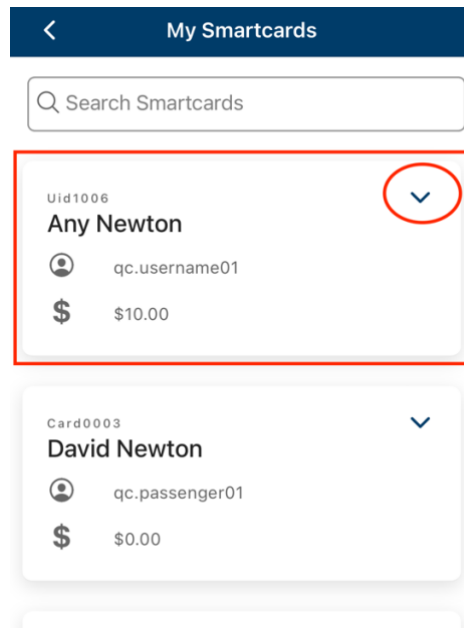 My Smartcards
Search Smartcards
Uid1006
Any Newton
qc.username01
$ $10.00
Card0003
David Newton
qc.passenger01
$ $0.00